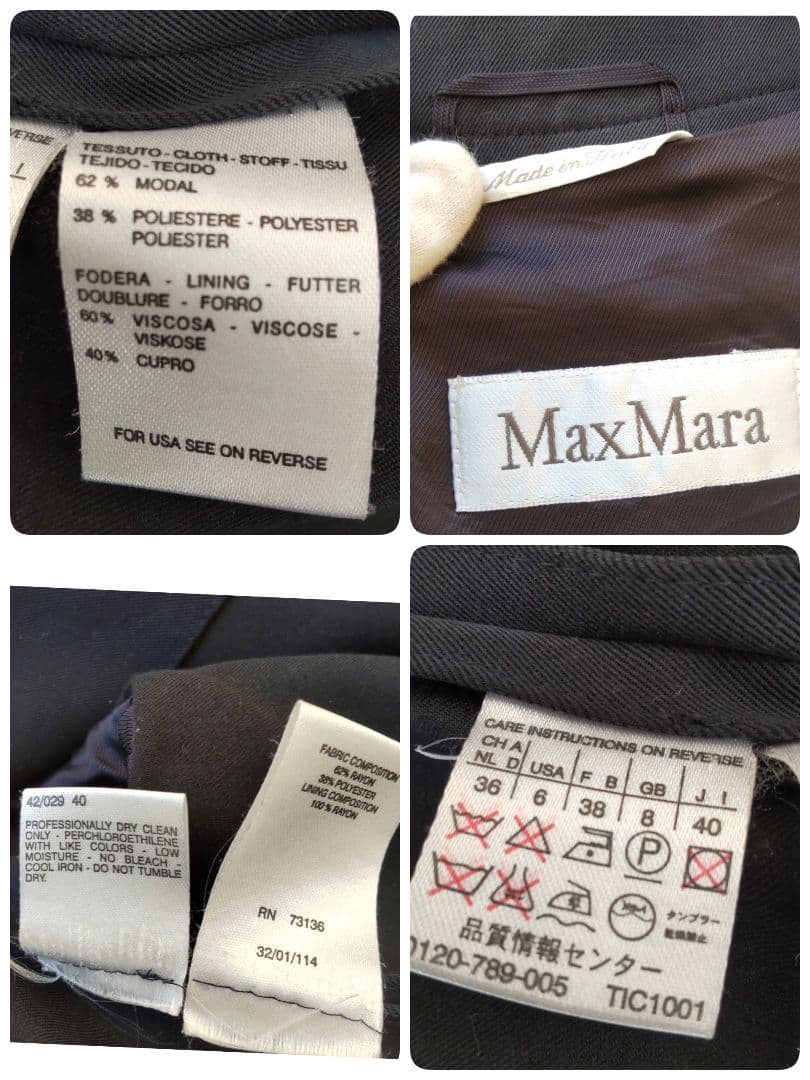 VERSE
I
TESSUTO - CLOTH - STOFF - TISSU
TEJIDO - TECIDO
62 % MODAL
38 % POLIESTERE - POLYESTER
POLIESTER
FODERA - LINING - FUTTER
DOUBLURE - FORRO
60% VISCOSA - VISCOSE -
VISKOSE
40% CUPRO
FOR USA SEE ON REVERSE
Made in Italy
MaxMara
42/029 40
PROFESSIONALLY DRY CLEAN
ONLY - PERCHLOROETHILENE
WITH LIKE COLORS - LOW
MOISTURE - NO BLEACH -
COOL IRON - DO NOT TUMBLE
DRY.
FABRIC COMPOSITION
62% RAYON
38% POLYESTER
LINING COMPOSITION
100 % RAYON
RN 73136
32/01/114
CARE INSTRUCTIONS ON REVERSE
CH A
NL D USA F B GB J I
36 6 38 8 40
P
タンブラー
乾燥禁止
品質情報センター
0120-789-005 TIC1001